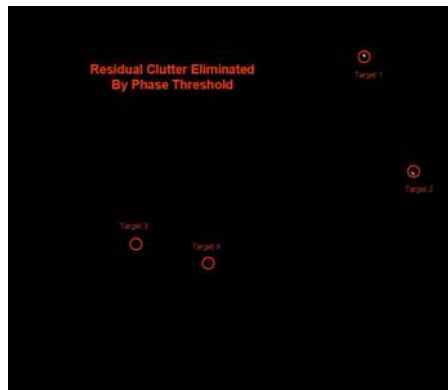 Residual Clutter Eliminated
By Phase Threshold
Target 1
Target 2
Target 3
Target 4